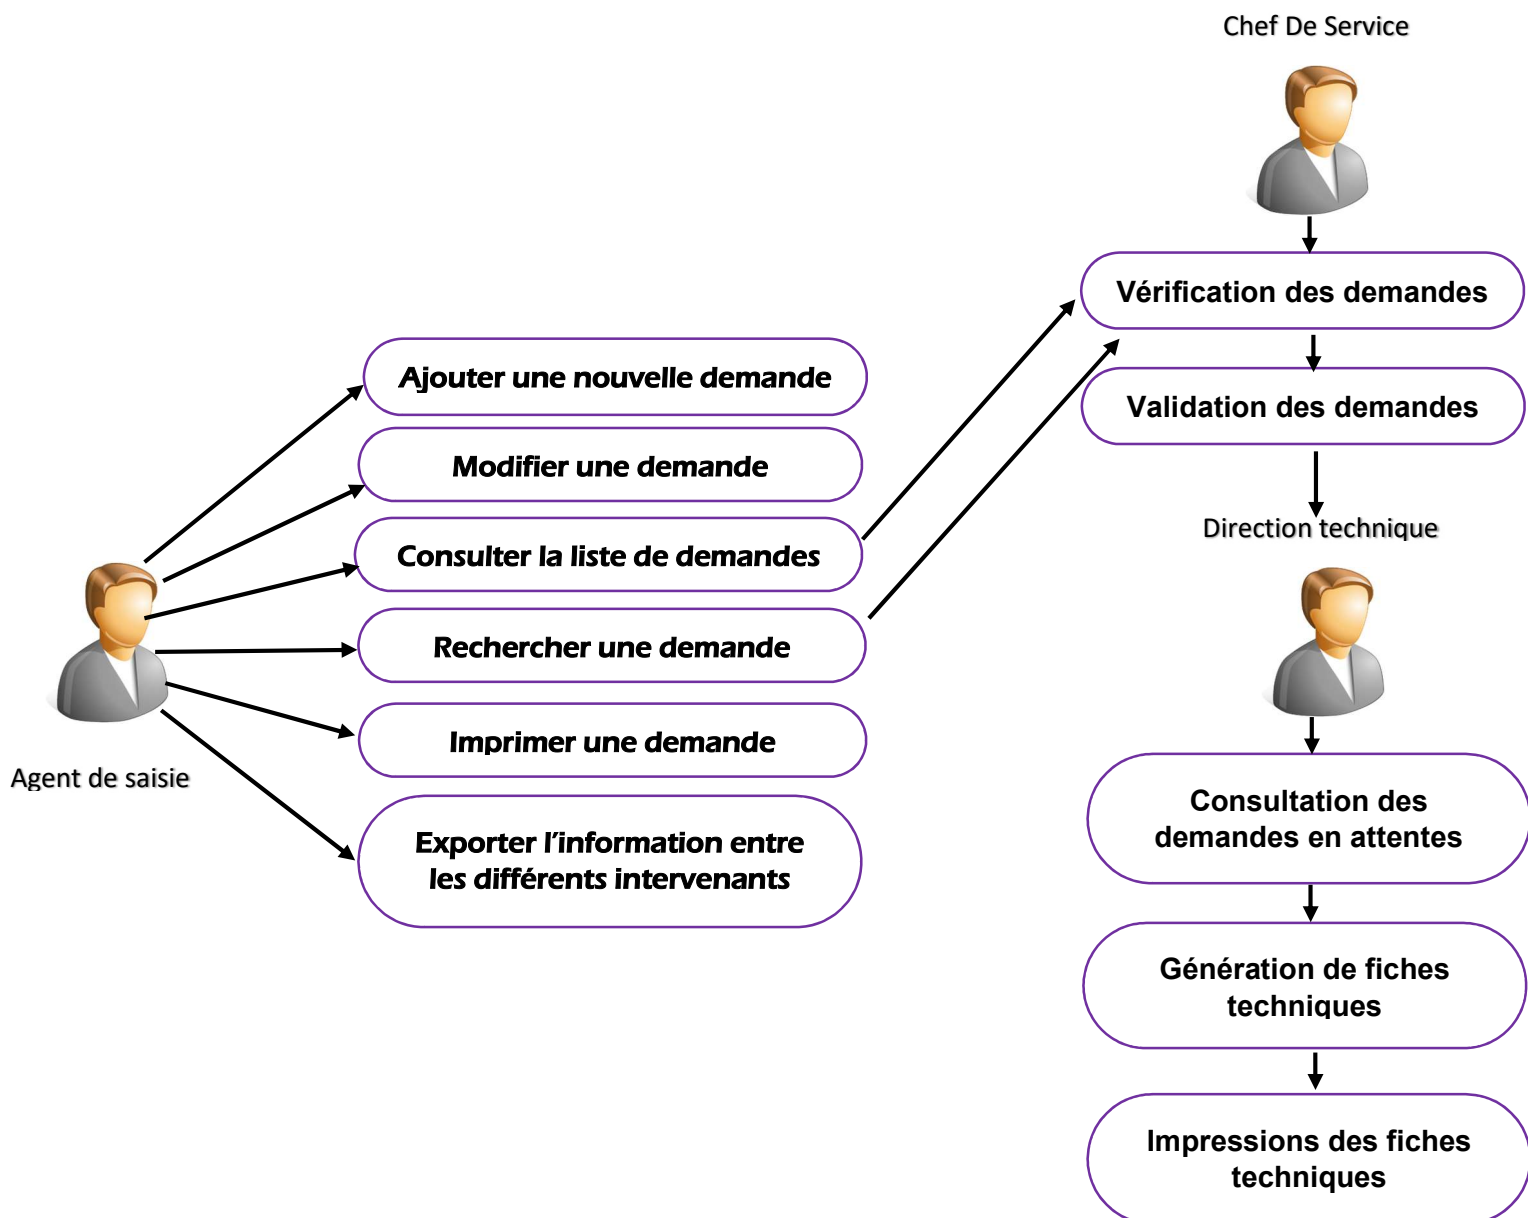 Chef De Service
Vérification des demandes
Validation des demandes
Direction technique
Ajouter une nouvelle demande
Modifier une demande
Consulter la liste de demandes
Rechercher une demande
Imprimer une demande
Exporter l'information entre
les différents intervenants
Agent de saisie
Consultation des
demandes en attentes
Génération de fiches
techniques
Impressions des fiches
techniques